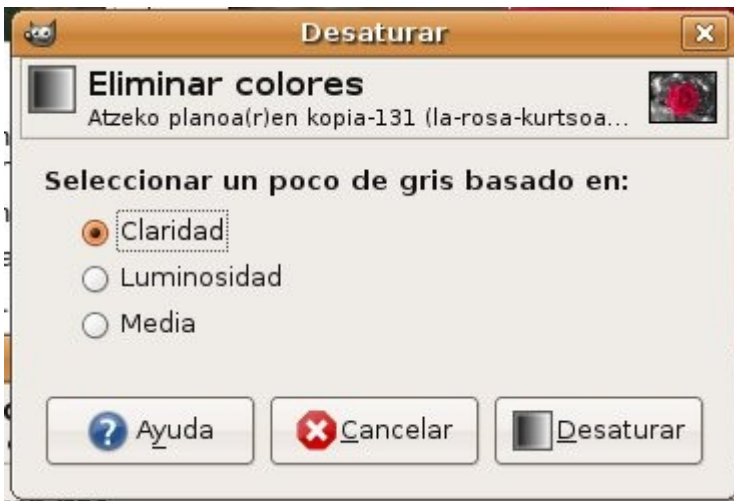 Desaturar
Eliminar colores
Atzeko planoa(r)en kopia-131 (la-rosa-kurtsoa...
Seleccionar un poco de gris basado en:
Claridad
Luminosidad
Media
Ayuda
Cancelar
Desaturar